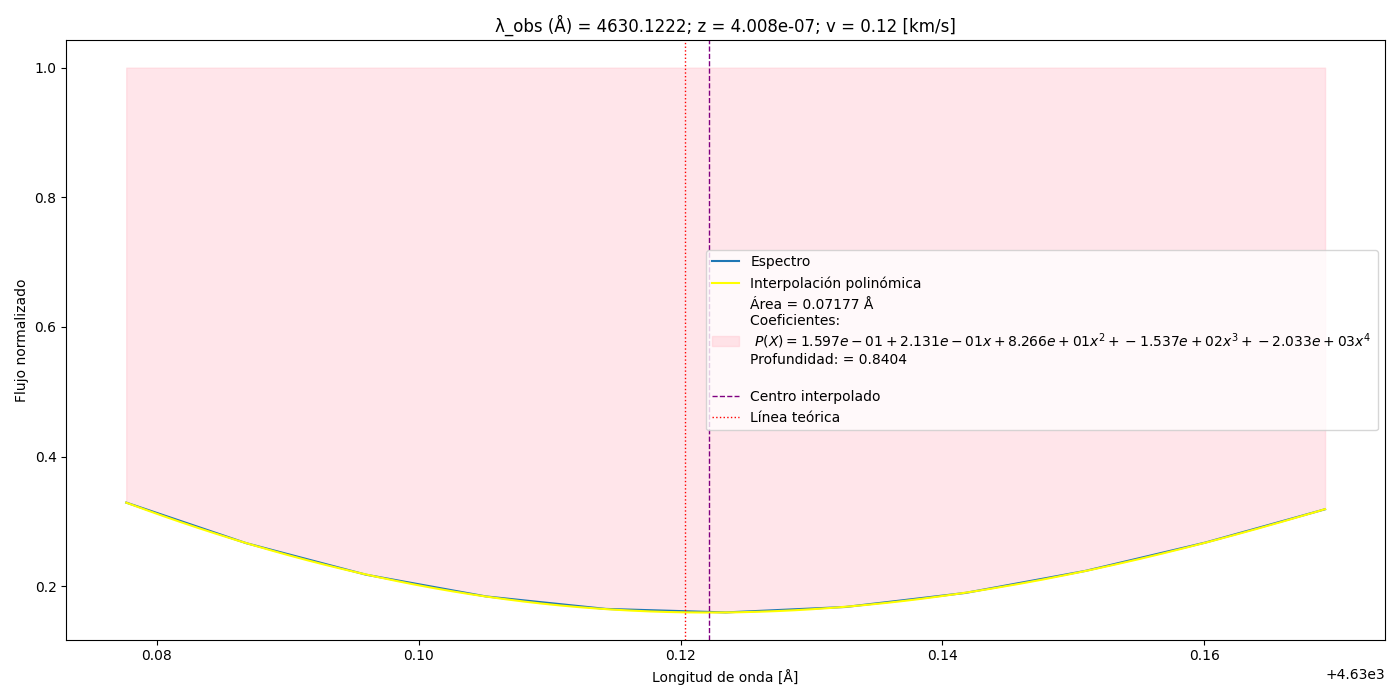 λ_obs (Å) = 4630.1222; z = 4.008e-07; v = 0.12 [km/s]
1.0
0.8
0.6
0.4
0.2
Flujo normalizado
Espectro
Interpolación polinómica
Área = 0.07177 Å
Coeficientes:
P(X) = 1.597e − 01 + 2.131e − 01x + 8.266e + 01x² + −1.537e + 02x³ + −2.033e + 03x⁴
Profundidad: = 0.8404
Centro interpolado
Línea teórica
0.08 0.10 0.12 0.14 0.16
Longitud de onda [Å]
+4.63e3